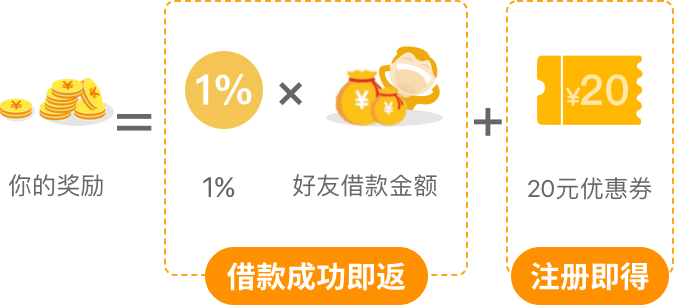 1%
×
¥20
=
+
你的奖励
1%
好友借款金额
20元优惠券
借款成功即返
注册即得